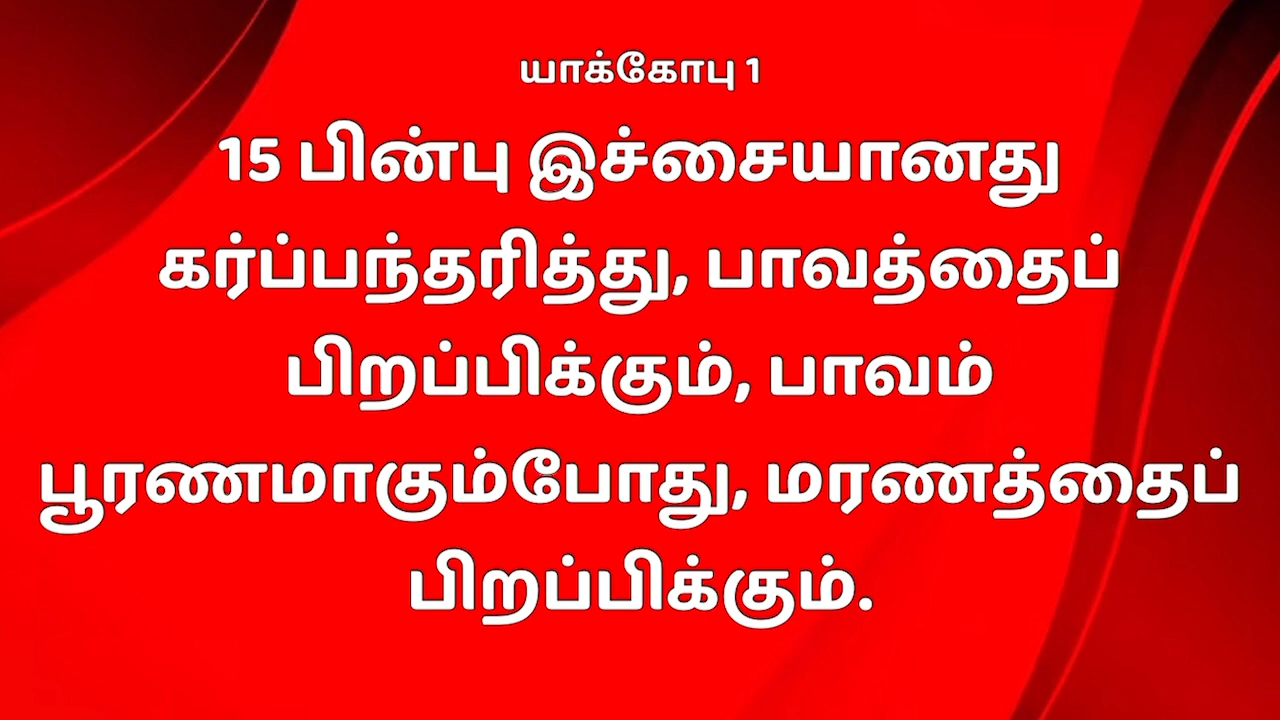 யாக்கோபு 1
15 பின்பு இச்சையானது
கர்ப்பந்தரித்து, பாவத்தைப்
பிறப்பிக்கும், பாவம்
பூரணமாகும்போது, மரணத்தைப்
பிறப்பிக்கும்.